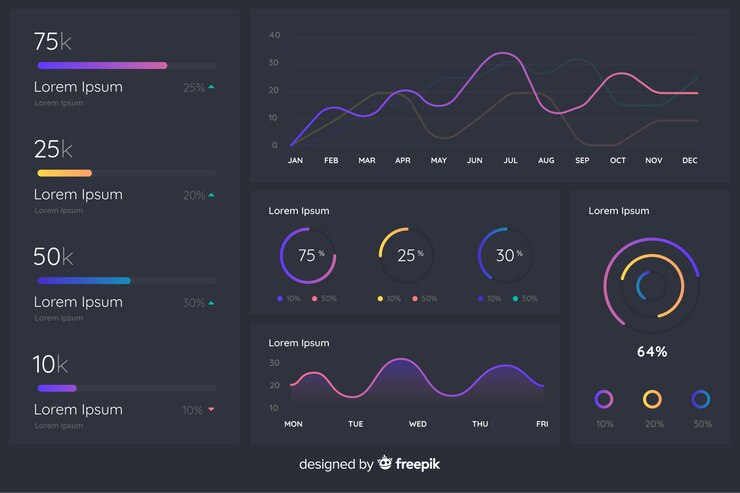 75k
Lorem Ipsum
25%
Lorem Ipsum
25k
Lorem Ipsum
20%
Lorem Ipsum
50k
Lorem Ipsum
30%
Lorem Ipsum
10k
Lorem Ipsum
10%
Lorem Ipsum
40
30
20
10
0
JAN FEB MAR APR MAY JUN JUL AUG SEP OCT NOV DEC
Lorem Ipsum
75% 25% 30%
10% 50% 10% 50% 10% 50%
Lorem Ipsum
30
20
10
MON TUE WED THU FRI
Lorem Ipsum
64%
10% 20% 30%
designed by freepik